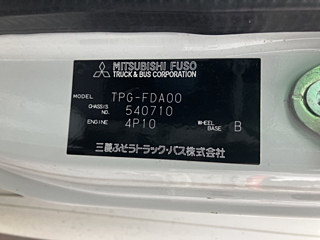 MITSUBISHI FUSO
TRUCK & BUS CORPORATION
MODEL TPG-FDA00
CHASSIS NO. 540710
ENGINE 4P10 WHEEL BASE B
三菱ふそうトラック・バス株式会社